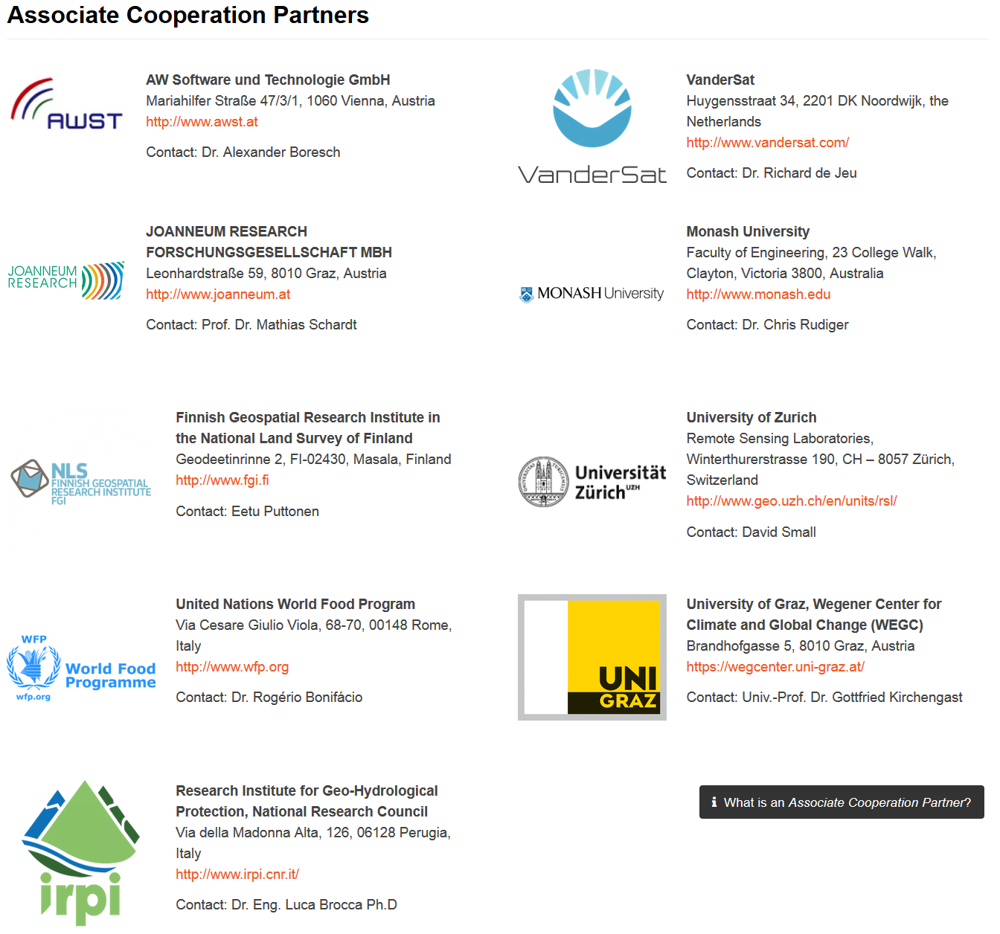 Associate Cooperation Partners
AWST
AW Software und Technologie GmbH
Mariahilfer Straße 47/3/1, 1060 Vienna, Austria
http://www.awst.at
Contact: Dr. Alexander Boresch
VanderSat
VanderSat
Huygensstraat 34, 2201 DK Noordwijk, the
Netherlands
http://www.vandersat.com/
Contact: Dr. Richard de Jeu
JOANNEUM
RESEARCH
JOANNEUM RESEARCH
FORSCHUNGSGESELLSCHAFT MBH
Leonhardstraße 59, 8010 Graz, Austria
http://www.joanneum.at
Contact: Prof. Dr. Mathias Schardt
MONASH University
Monash University
Faculty of Engineering, 23 College Walk,
Clayton, Victoria 3800, Australia
http://www.monash.edu
Contact: Dr. Chris Rudiger
NLS
FINNISH GEOSPATIAL
RESEARCH INSTITUTE
FGI
Finnish Geospatial Research Institute in
the National Land Survey of Finland
Geodeetinrinne 2, FI-02430, Masala, Finland
http://www.fgi.fi
Contact: Eetu Puttonen
Universität
Zürich UZH
University of Zurich
Remote Sensing Laboratories,
Winterthurerstrasse 190, CH – 8057 Zürich,
Switzerland
http://www.geo.uzh.ch/en/units/rsl/
Contact: David Small
WFP
World Food
Programme
wfp.org
United Nations World Food Program
Via Cesare Giulio Viola, 68-70, 00148 Rome,
Italy
http://www.wfp.org
Contact: Dr. Rogério Bonifácio
UNI
GRAZ
University of Graz, Wegener Center for
Climate and Global Change (WEGC)
Brandhofgasse 5, 8010 Graz, Austria
https://wegcenter.uni-graz.at/
Contact: Univ.-Prof. Dr. Gottfried Kirchengast
irpi
Research Institute for Geo-Hydrological
Protection, National Research Council
Via della Madonna Alta, 126, 06128 Perugia,
Italy
http://www.irpi.cnr.it/
Contact: Dr. Eng. Luca Brocca Ph.D
What is an Associate Cooperation Partner?